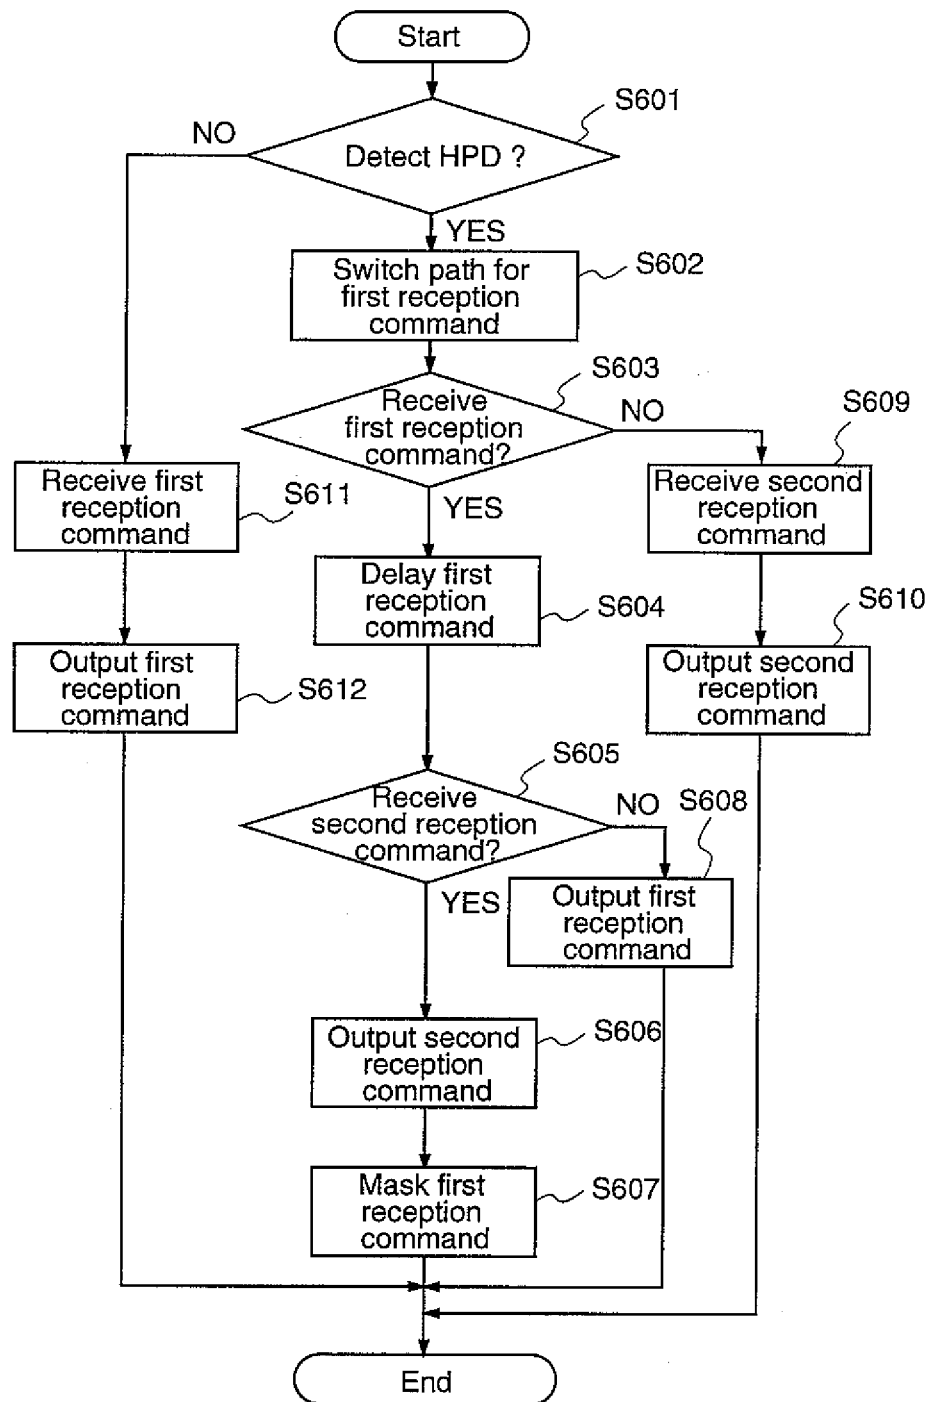 Start
S601
NO
Detect HPD ?
YES
S602
Switch path for
first reception
command
S603
Receive
first reception
command?
NO
S609
Receive first
reception
command
S611
YES
Receive second
reception
command
Delay first
reception
command
S604
S610
Output first
reception
command
S612
Output second
reception
command
S605
Receive
second reception
command?
NO
S608
YES
Output first
reception
command
Output second
reception
command
S606
Mask first
reception
command
S607
End